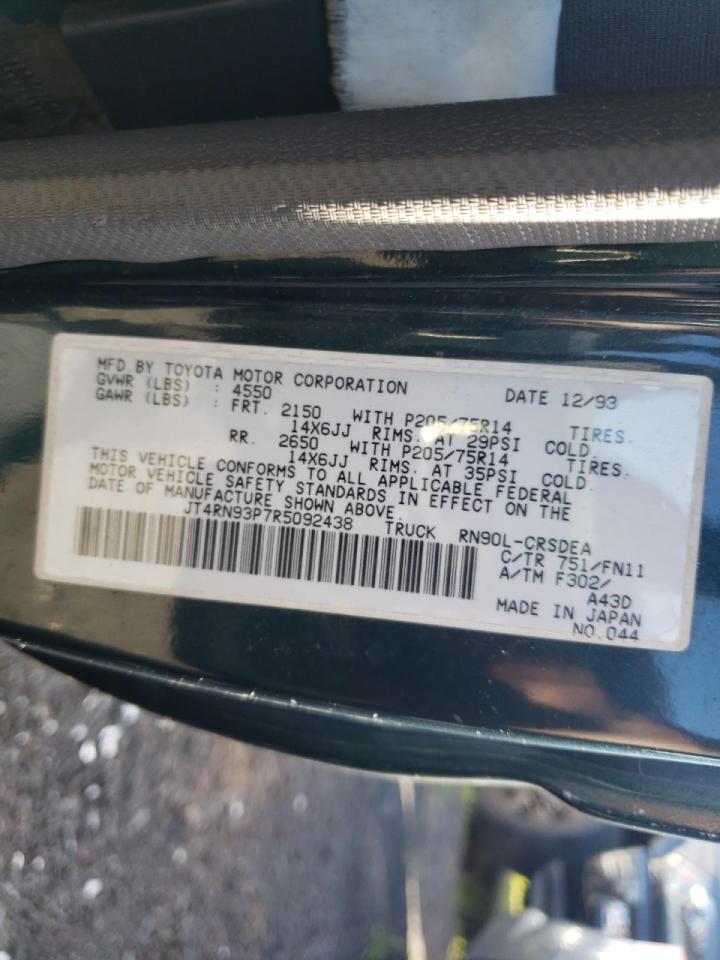 MFD.BY TOYOTA MOTOR CORPORATION DATE 12/93
GVWR (LBS) : 4550
GAWR (LBS) : FRT. 2150 WITH P205/75R14 TIRES.
14X6JJ RIMS. AT 29PSI COLD.
RR. 2650 WITH P205/75R14 TIRES.
14X6JJ RIMS. AT 35PSI COLD.
THIS VEHICLE CONFORMS TO ALL APPLICABLE FEDERAL
MOTOR VEHICLE SAFETY STANDARDS IN EFFECT ON THE
DATE OF MANUFACTURE SHOWN ABOVE.
JT4RN93P7R5092438 TRUCK RN90L-CRSDEA
C/TR 751/FN11
A/TM F302/
A43D
MADE IN JAPAN
NO.044